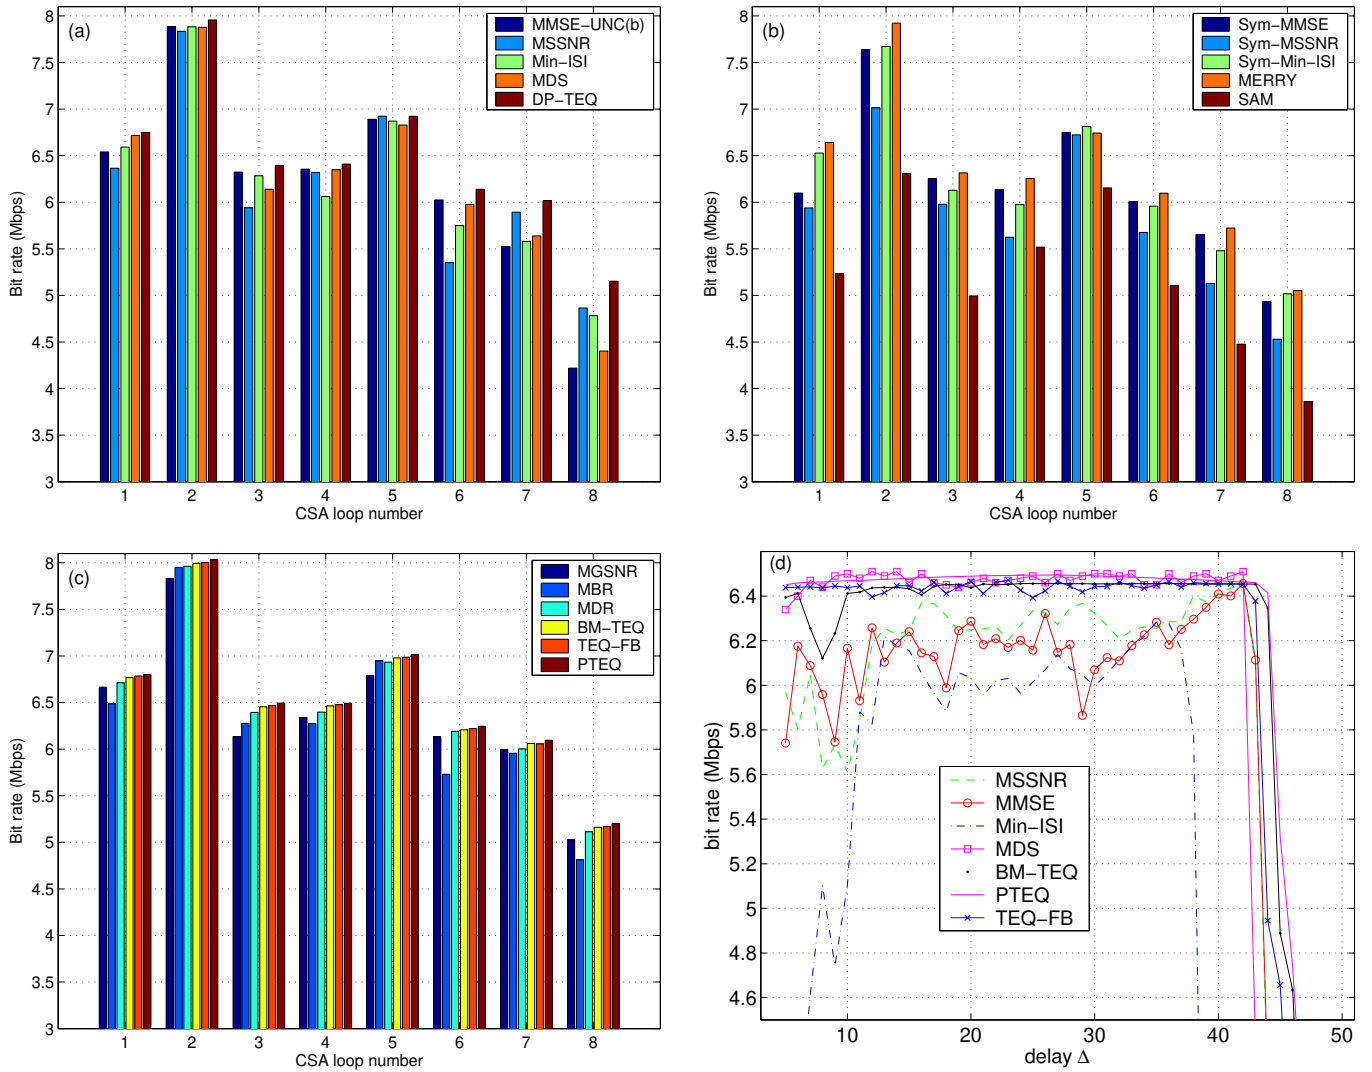 (a)
MMSE−UNC(b)
MSSNR
Min−ISI
MDS
DP−TEQ
8
7.5
7
6.5
6
5.5
5
4.5
4
3.5
3
Bit rate (Mbps)
1 2 3 4 5 6 7 8
CSA loop number
(b)
Sym−MMSE
Sym−MSSNR
Sym−Min−ISI
MERRY
SAM
8
7.5
7
6.5
6
5.5
5
4.5
4
3.5
3
Bit rate (Mbps)
1 2 3 4 5 6 7 8
CSA loop number
(c)
MGSNR
MBR
MDR
BM−TEQ
TEQ−FB
PTEQ
8
7.5
7
6.5
6
5.5
5
4.5
4
3.5
3
Bit rate (Mbps)
1 2 3 4 5 6 7 8
CSA loop number
(d)
6.4
6.2
6
5.8
5.6
5.4
5.2
5
4.8
4.6
bit rate (Mbps)
MSSNR
MMSE
Min−ISI
MDS
BM−TEQ
PTEQ
TEQ−FB
10 20 30 40 50
delay Δ